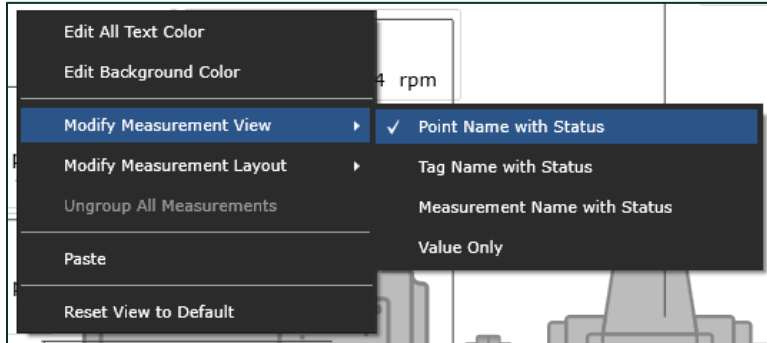 Edit All Text Color
Edit Background Color
4 rpm
Modify Measurement View
Point Name with Status
Modify Measurement Layout
Tag Name with Status
Ungroup All Measurements
Measurement Name with Status
Value Only
Paste
Reset View to Default